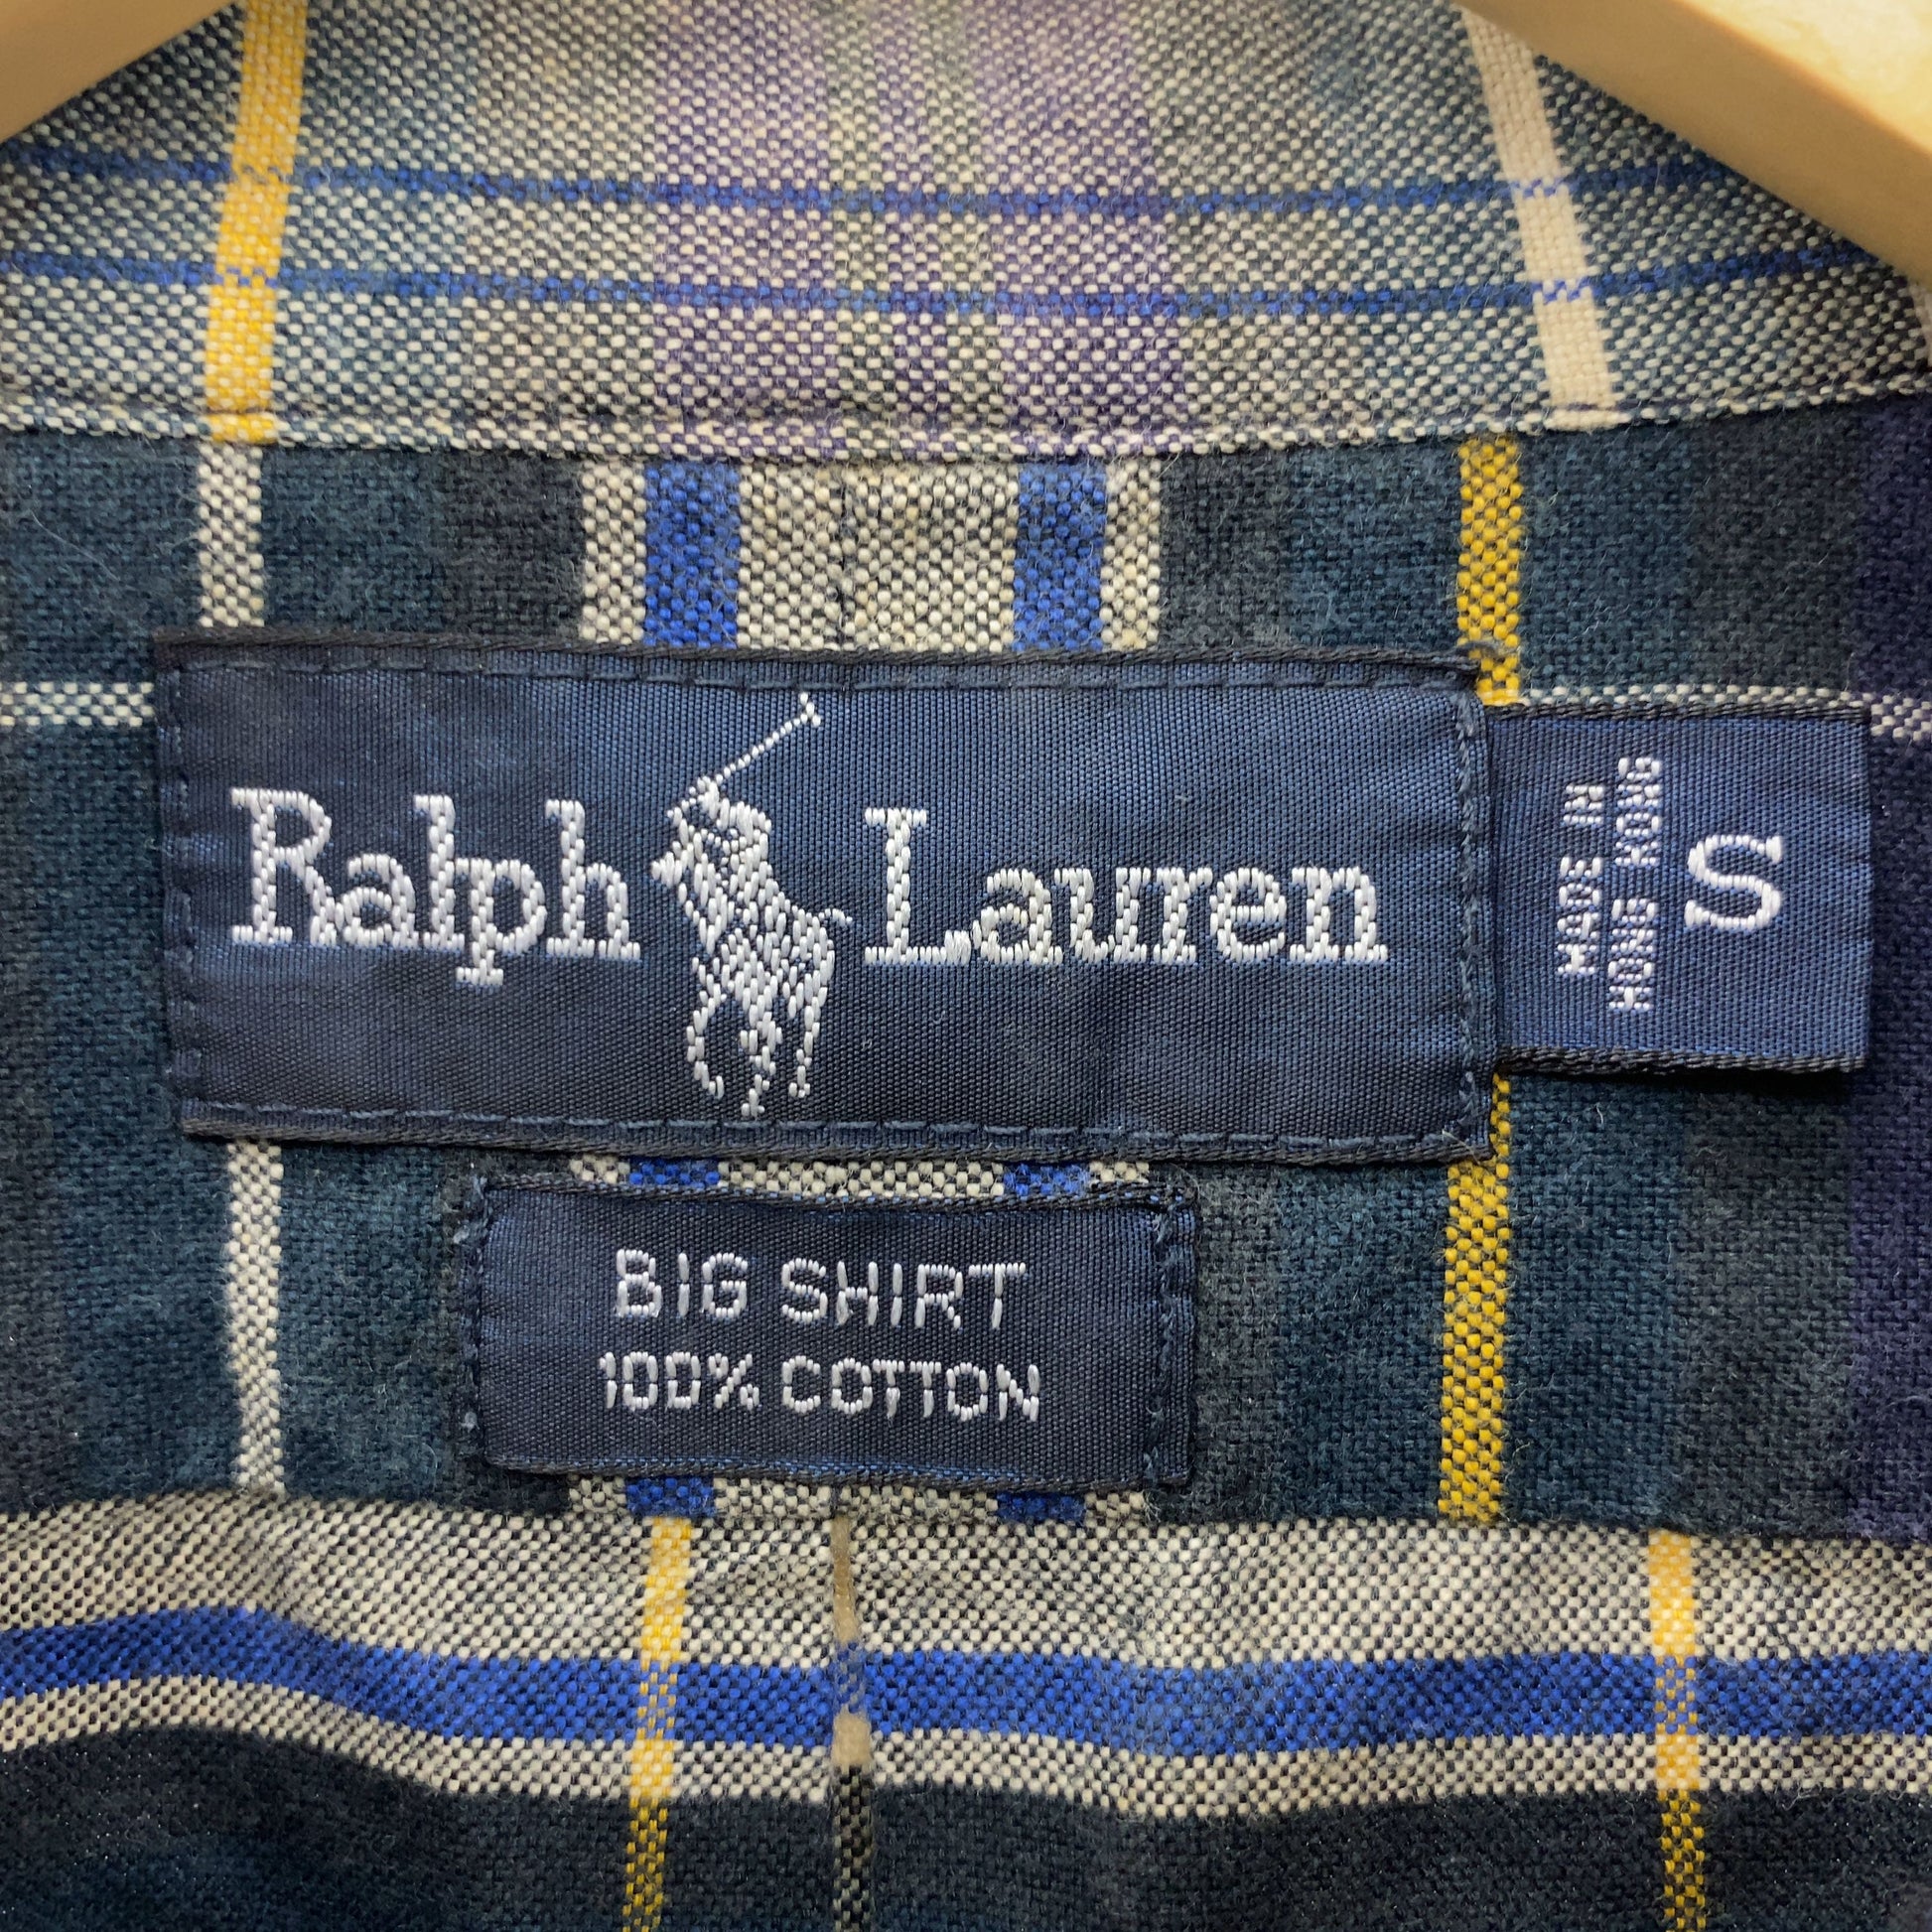 Ralph Lauren
MADE IN
HONG KONG
S
BIG SHIRT
100% COTTON